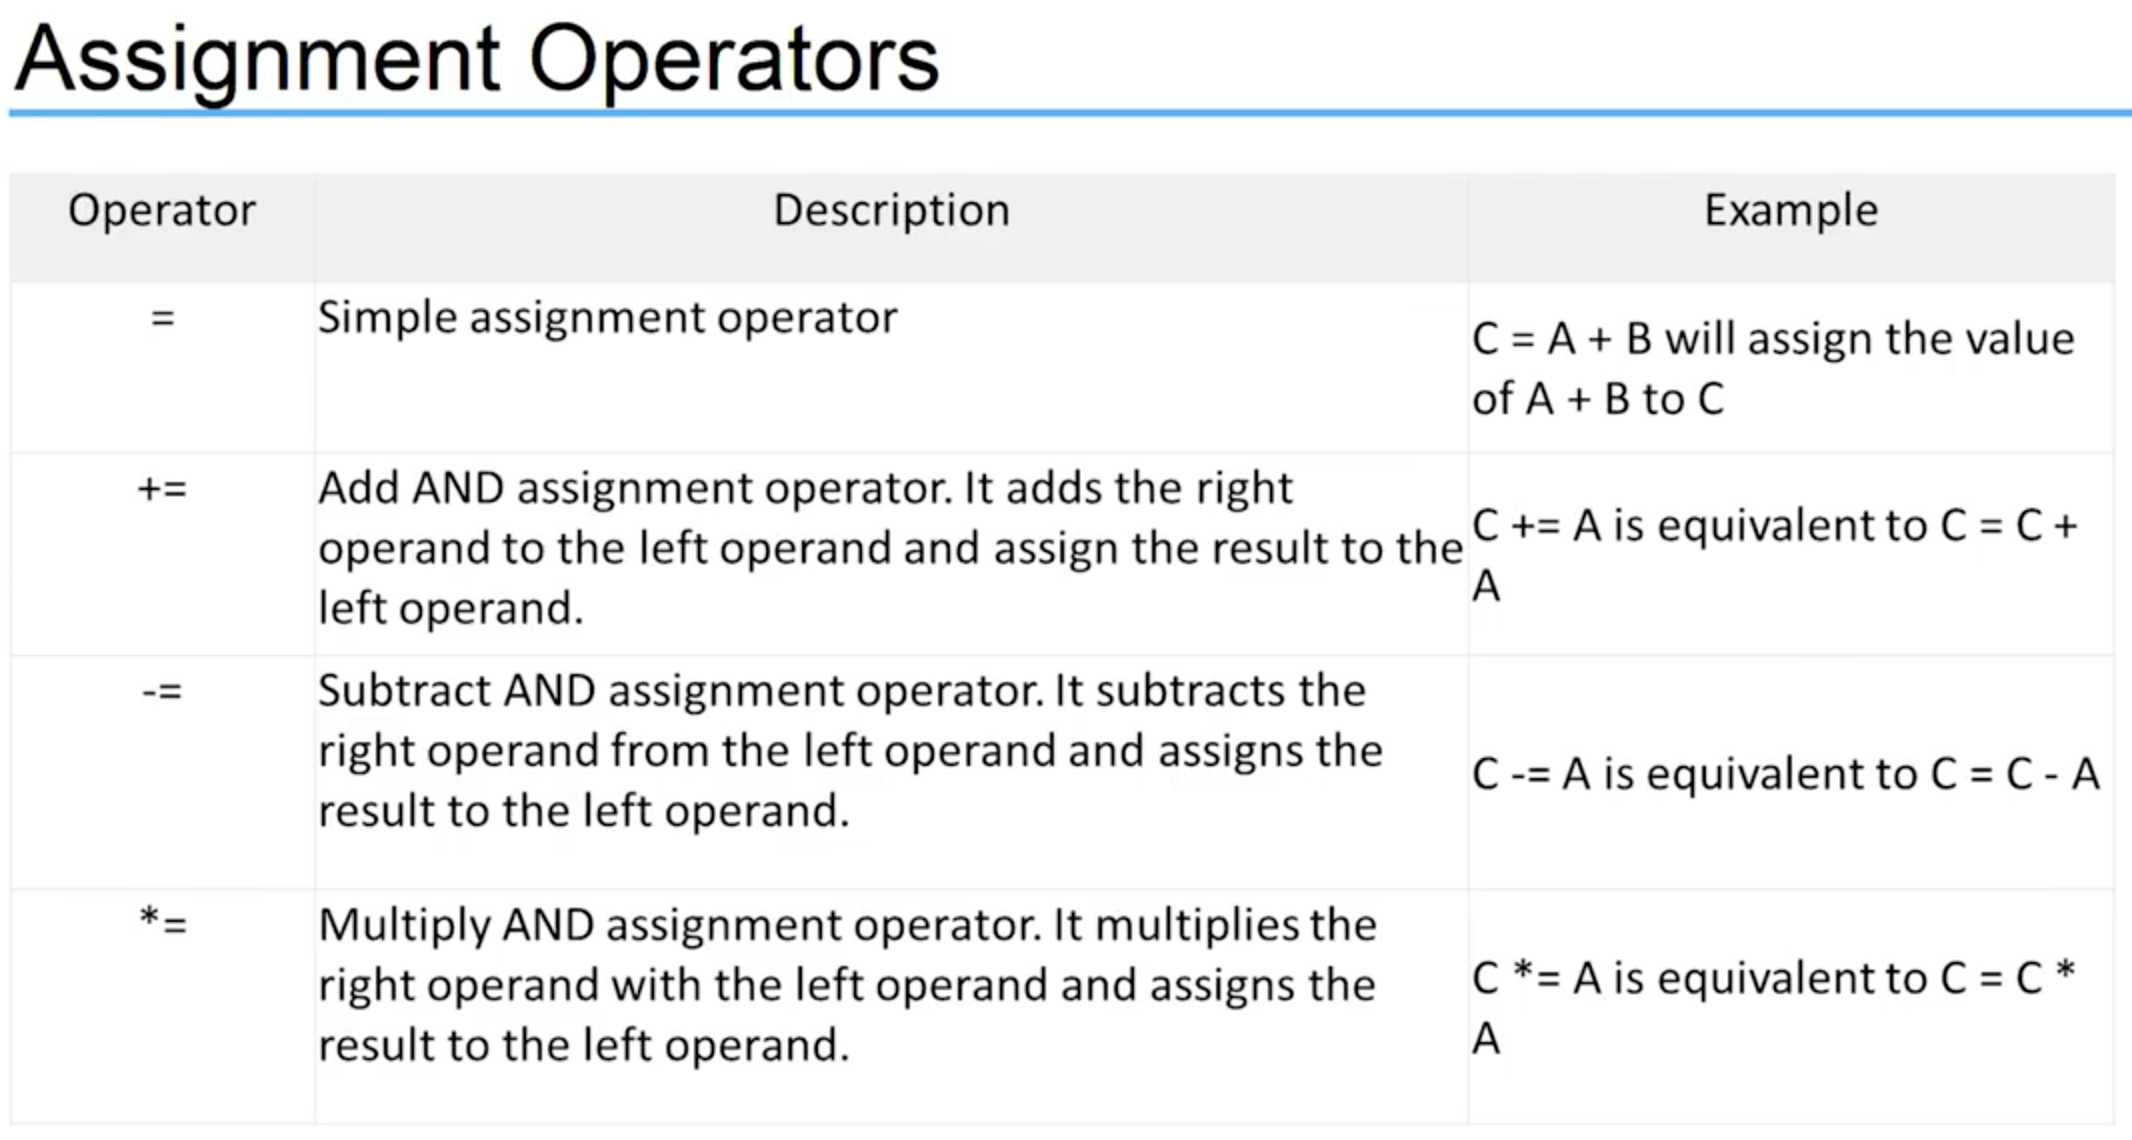 Assignment Operators
Operator
Description
Example
=
Simple assignment operator
C = A + B will assign the value
of A + B to C
+=
Add AND assignment operator. It adds the right
operand to the left operand and assign the result to the
left operand.
C += A is equivalent to C = C +
A
-=
Subtract AND assignment operator. It subtracts the
right operand from the left operand and assigns the
result to the left operand.
C -= A is equivalent to C = C - A
*=
Multiply AND assignment operator. It multiplies the
right operand with the left operand and assigns the
result to the left operand.
C *= A is equivalent to C = C *
A